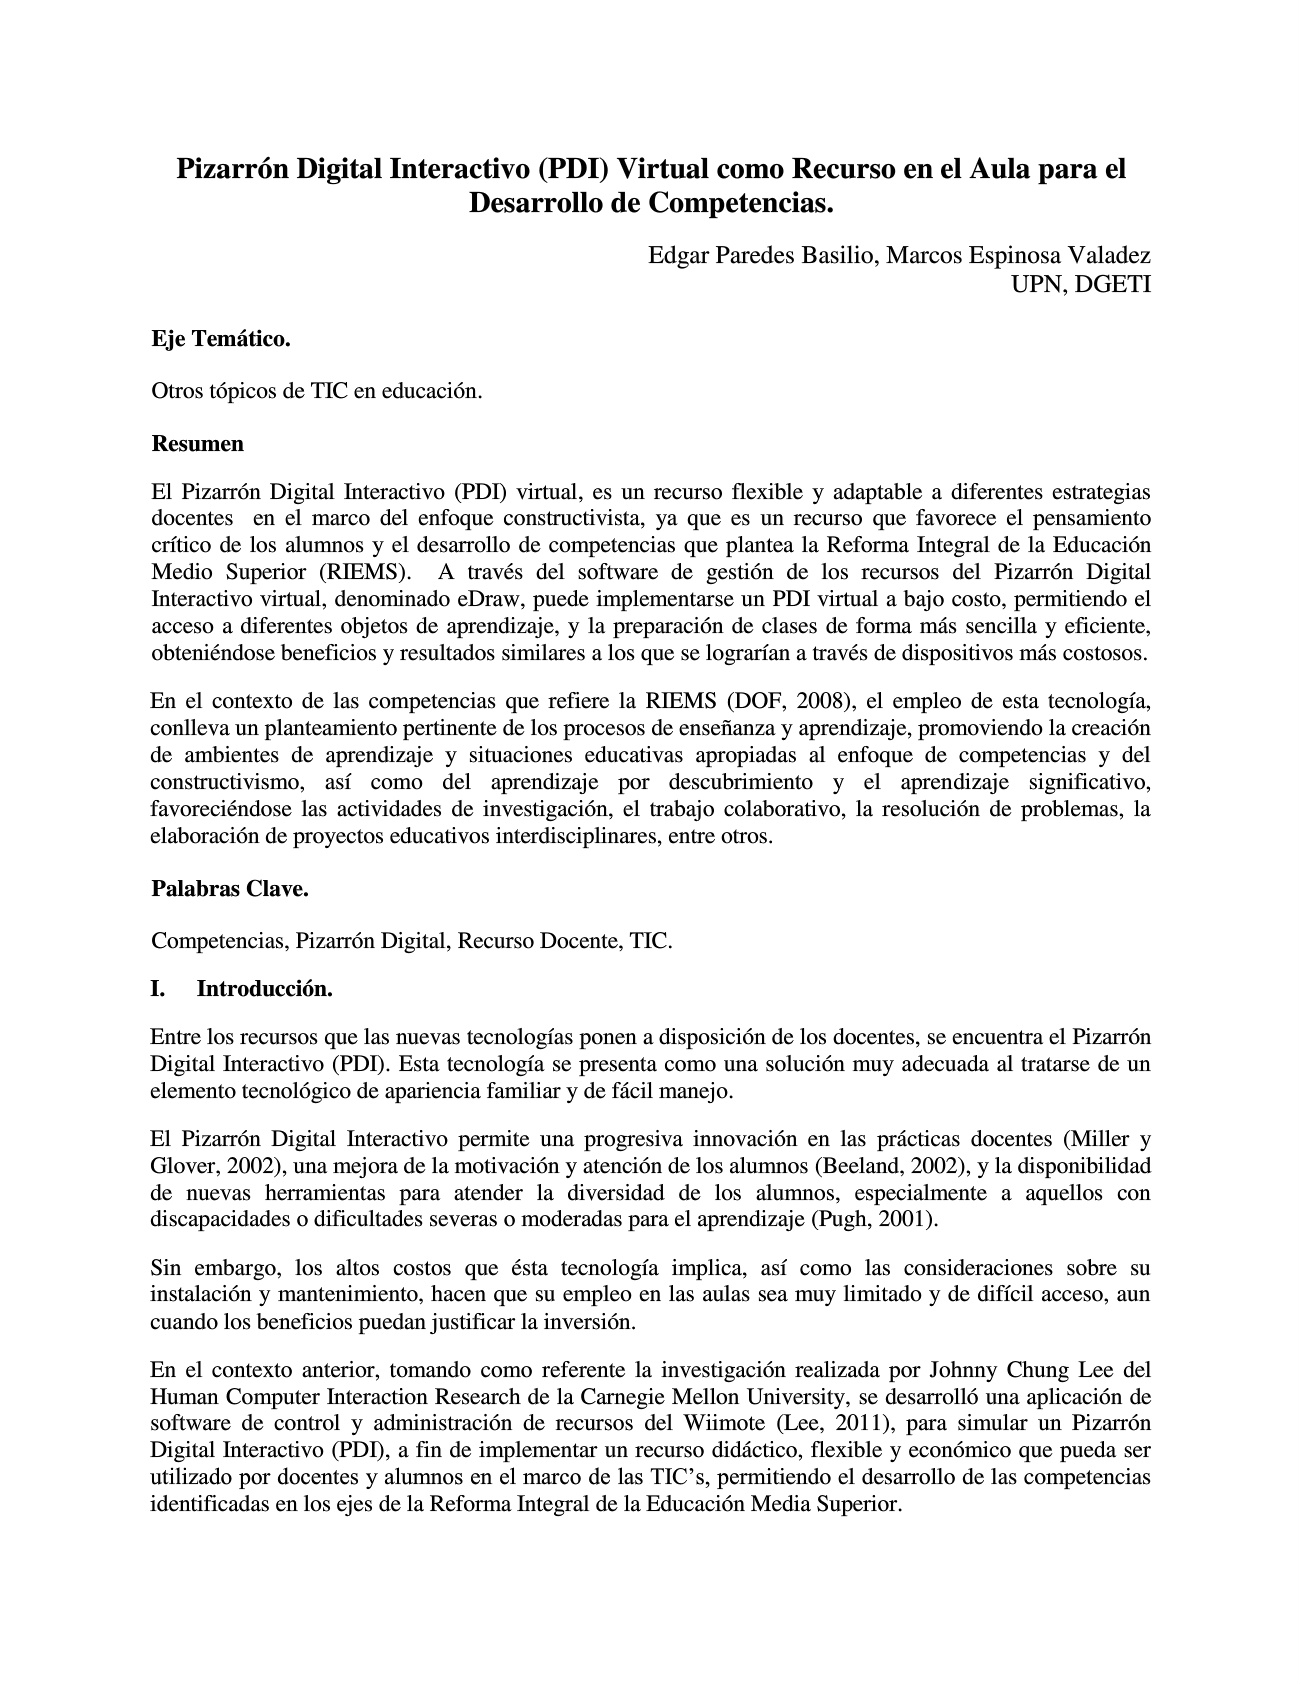 Pizarrón Digital Interactivo (PDI) Virtual como Recurso en el Aula para el
Desarrollo de Competencias.
Edgar Paredes Basilio, Marcos Espinosa Valadez
UPN, DGETI
Eje Temático.
Otros tópicos de TIC en educación.
Resumen
El Pizarrón Digital Interactivo (PDI) virtual, es un recurso flexible y adaptable a diferentes estrategias
docentes en el marco del enfoque constructivista, ya que es un recurso que favorece el pensamiento
crítico de los alumnos y el desarrollo de competencias que plantea la Reforma Integral de la Educación
Medio Superior (RIEMS). A través del software de gestión de los recursos del Pizarrón Digital
Interactivo virtual, denominado eDraw, puede implementarse un PDI virtual a bajo costo, permitiendo el
acceso a diferentes objetos de aprendizaje, y la preparación de clases de forma más sencilla y eficiente,
obteniéndose beneficios y resultados similares a los que se lograrían a través de dispositivos más costosos.
En el contexto de las competencias que refiere la RIEMS (DOF, 2008), el empleo de esta tecnología,
conlleva un planteamiento pertinente de los procesos de enseñanza y aprendizaje, promoviendo la creación
de ambientes de aprendizaje y situaciones educativas apropiadas al enfoque de competencias y del
constructivismo, así como del aprendizaje por descubrimiento y el aprendizaje significativo,
favoreciéndose las actividades de investigación, el trabajo colaborativo, la resolución de problemas, la
elaboración de proyectos educativos interdisciplinares, entre otros.
Palabras Clave.
Competencias, Pizarrón Digital, Recurso Docente, TIC.
I. Introducción.
Entre los recursos que las nuevas tecnologías ponen a disposición de los docentes, se encuentra el Pizarrón
Digital Interactivo (PDI). Esta tecnología se presenta como una solución muy adecuada al tratarse de un
elemento tecnológico de apariencia familiar y de fácil manejo.
El Pizarrón Digital Interactivo permite una progresiva innovación en las prácticas docentes (Miller y
Glover, 2002), una mejora de la motivación y atención de los alumnos (Beeland, 2002), y la disponibilidad
de nuevas herramientas para atender la diversidad de los alumnos, especialmente a aquellos con
discapacidades o dificultades severas o moderadas para el aprendizaje (Pugh, 2001).
Sin embargo, los altos costos que ésta tecnología implica, así como las consideraciones sobre su
instalación y mantenimiento, hacen que su empleo en las aulas sea muy limitado y de difícil acceso, aun
cuando los beneficios puedan justificar la inversión.
En el contexto anterior, tomando como referente la investigación realizada por Johnny Chung Lee del
Human Computer Interaction Research de la Carnegie Mellon University, se desarrolló una aplicación de
software de control y administración de recursos del Wiimote (Lee, 2011), para simular un Pizarrón
Digital Interactivo (PDI), a fin de implementar un recurso didáctico, flexible y económico que pueda ser
utilizado por docentes y alumnos en el marco de las TIC's, permitiendo el desarrollo de las competencias
identificadas en los ejes de la Reforma Integral de la Educación Media Superior.